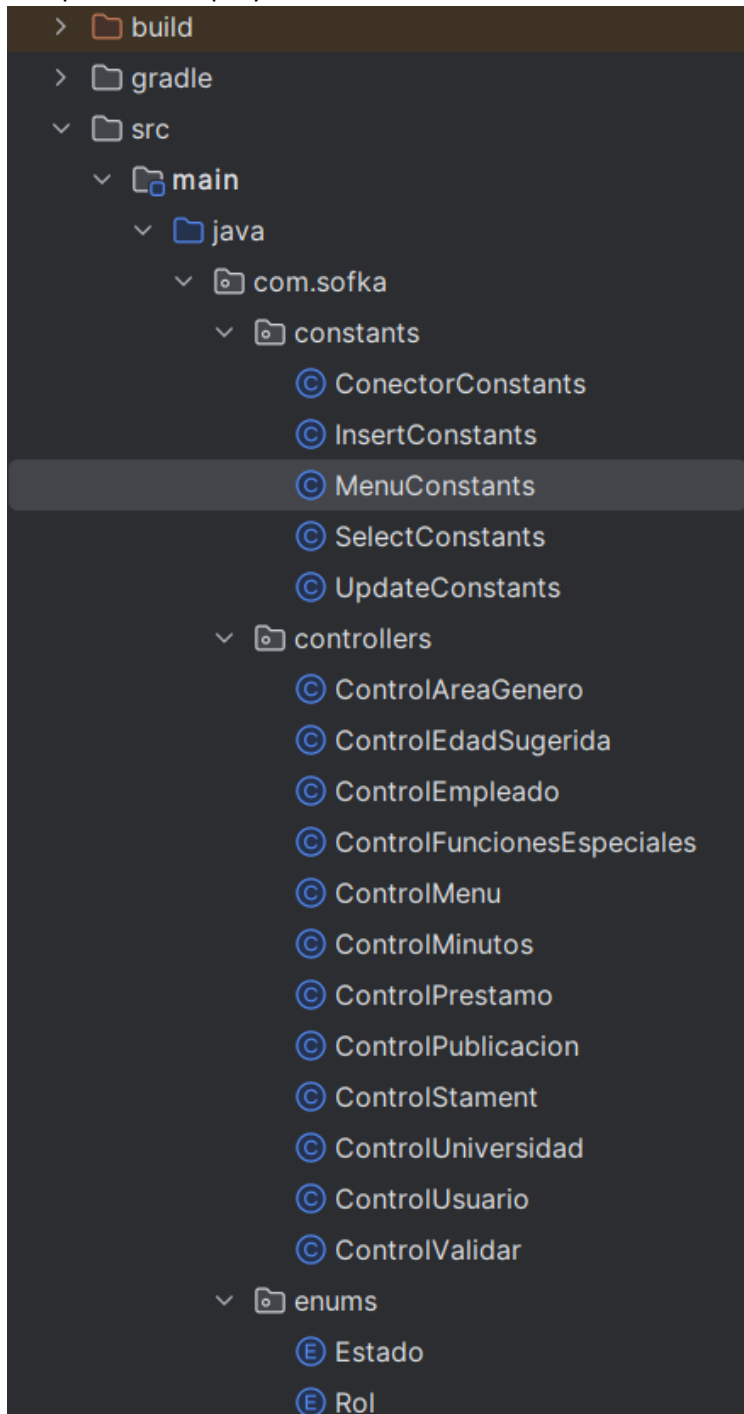 build
gradle
src
main
java
com.sofka
constants
ConectorConstants
InsertConstants
MenuConstants
SelectConstants
UpdateConstants
controllers
ControlAreaGenero
ControlEdadSugerida
ControlEmpleado
ControlFuncionesEspeciales
ControlMenu
ControlMinutos
ControlPrestamo
ControlPublicacion
ControlStament
ControlUniversidad
ControlUsuario
ControlValidar
enums
Estado
Rol